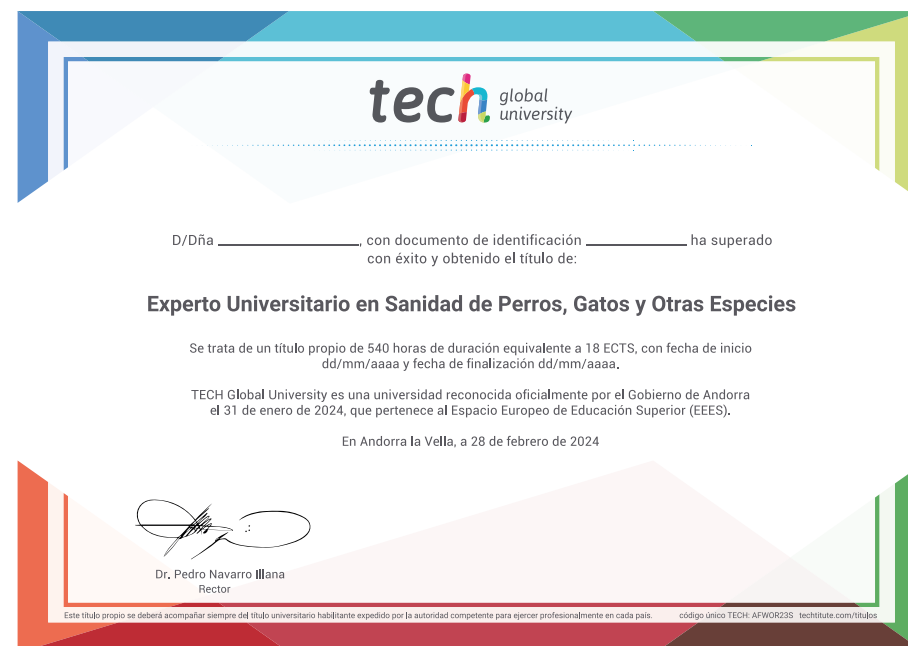 tech global university
D/Dña ________________, con documento de identificación ____________ ha superado
con éxito y obtenido el título de:
Experto Universitario en Sanidad de Perros, Gatos y Otras Especies
Se trata de un título propio de 540 horas de duración equivalente a 18 ECTS, con fecha de inicio
dd/mm/aaaa y fecha de finalización dd/mm/aaaa.
TECH Global University es una universidad reconocida oficialmente por el Gobierno de Andorra
el 31 de enero de 2024, que pertenece al Espacio Europeo de Educación Superior (EEES).
En Andorra la Vella, a 28 de febrero de 2024
Dr. Pedro Navarro Illana
Rector
Este título propio se deberá acompañar siempre del título universitario habilitante expedido por la autoridad competente para ejercer profesionalmente en cada país. código único TECH: AFWOR23S techtitute.com/titulos